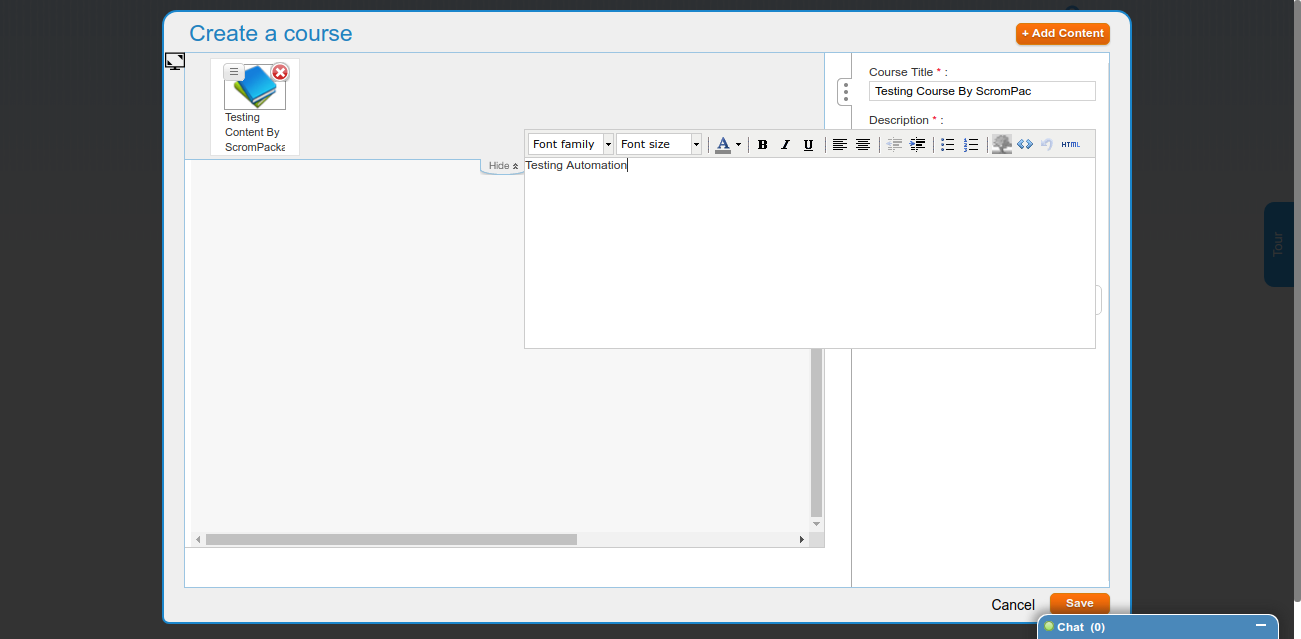 Create a course
+ Add Content
Testing
Content By
ScromPacka
Course Title * :
Testing Course By ScromPac
Description * :
Font family
Font size
A
B
I
U
HTML
Hide
Testing Automation
Tour
Cancel
Save
Chat (0)